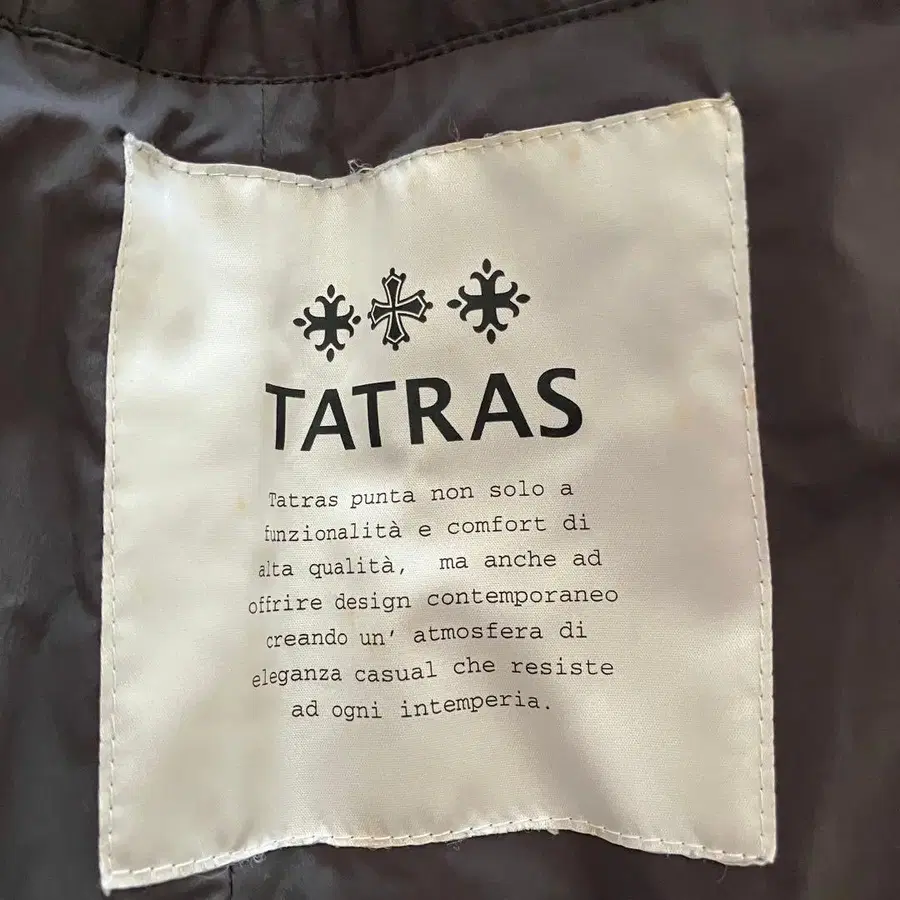 TATRAS
Tatras punta non solo a
funzionalità e comfort di
alta qualità, ma anche ad
offrire design contemporaneo
creando un' atmosfera di
eleganza casual che resiste
ad ogni intemperia.